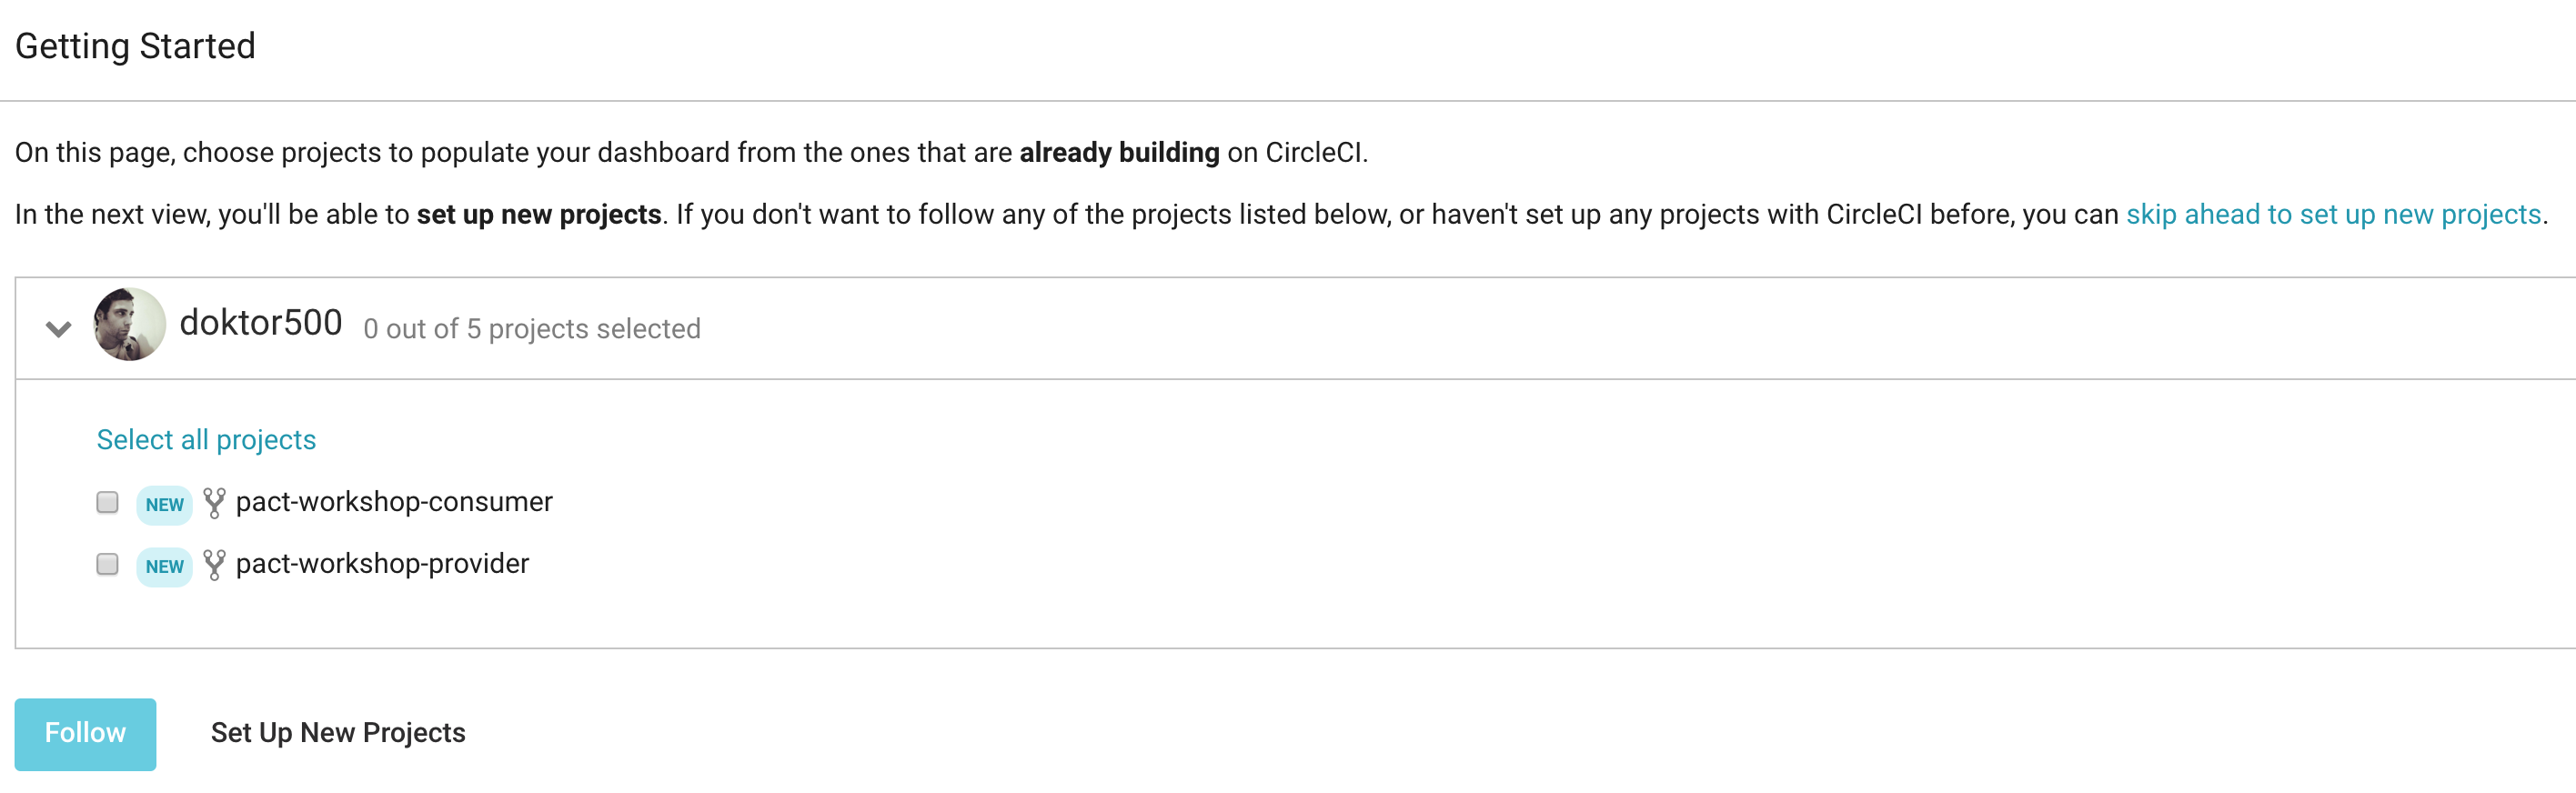 Getting Started
On this page, choose projects to populate your dashboard from the ones that are already building on CircleCI.
In the next view, you'll be able to set up new projects. If you don't want to follow any of the projects listed below, or haven't set up any projects with CircleCI before, you can skip ahead to set up new projects.
doktor500 0 out of 5 projects selected
Select all projects
NEW pact-workshop-consumer
NEW pact-workshop-provider
Follow Set Up New Projects